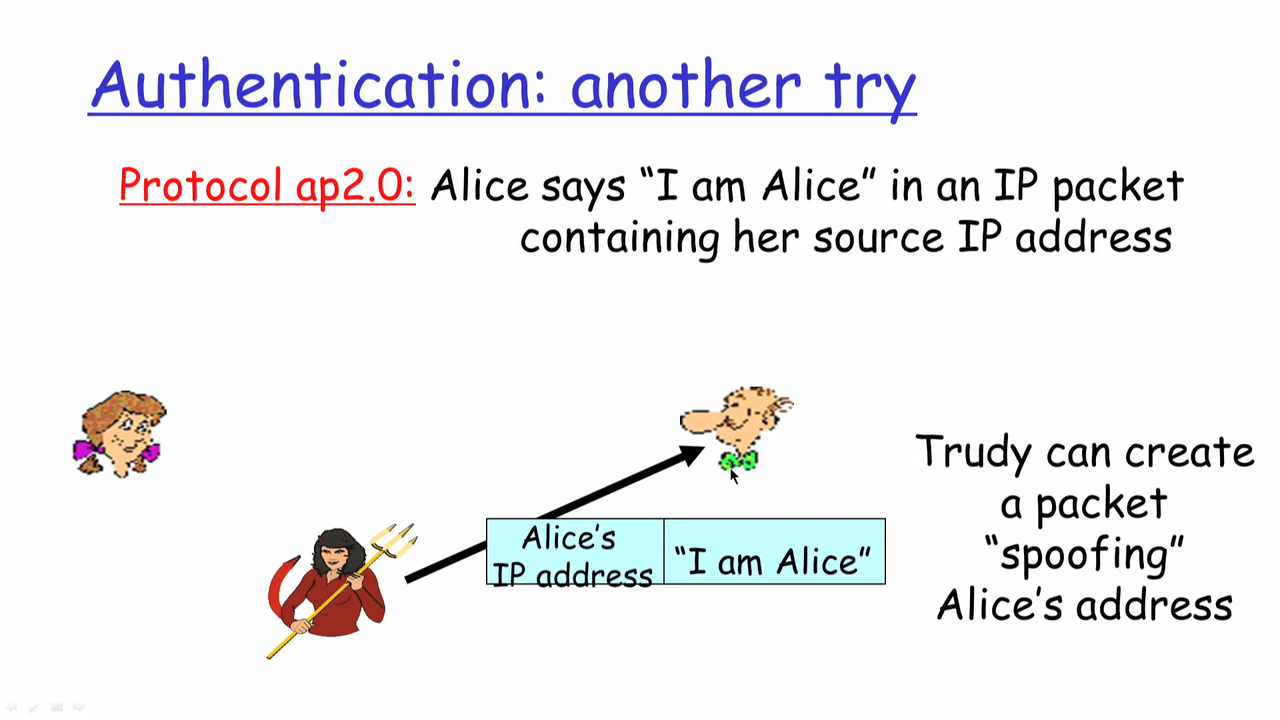 Authentication: another try
Protocol ap2.0: Alice says “I am Alice” in an IP packet
containing her source IP address
Alice’s
IP address
“I am Alice”
Trudy can create
a packet
“spoofing”
Alice’s address